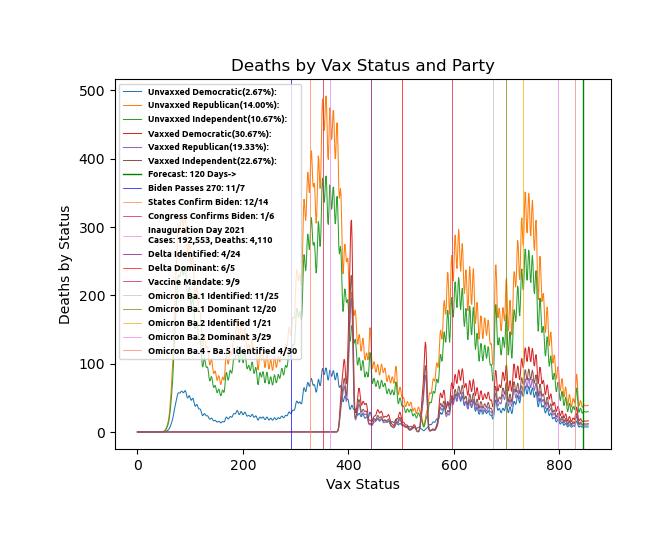 Deaths by Vax Status and Party
Deaths by Status
500
400
300
200
100
0
Unvaxxed Democratic(2.67%):
Unvaxxed Republican(14.00%):
Unvaxxed Independent(10.67%):
Vaxxed Democratic(30.67%):
Vaxxed Republican(19.33%):
Vaxxed Independent(22.67%):
Forecast: 120 Days->
Biden Passes 270: 11/7
States Confirm Biden: 12/14
Congress Confirms Biden: 1/6
Inauguration Day 2021
Cases: 192,553, Deaths: 4,110
Delta Identified: 4/24
Delta Dominant: 6/5
Vaccine Mandate: 9/9
Omicron Ba.1 Identified: 11/25
Omicron Ba.1 Dominant 12/20
Omicron Ba.2 Identified 1/21
Omicron Ba.2 Dominant 3/29
Omicron Ba.4 - Ba.5 Identified 4/30
0 200 400 600 800
Vax Status